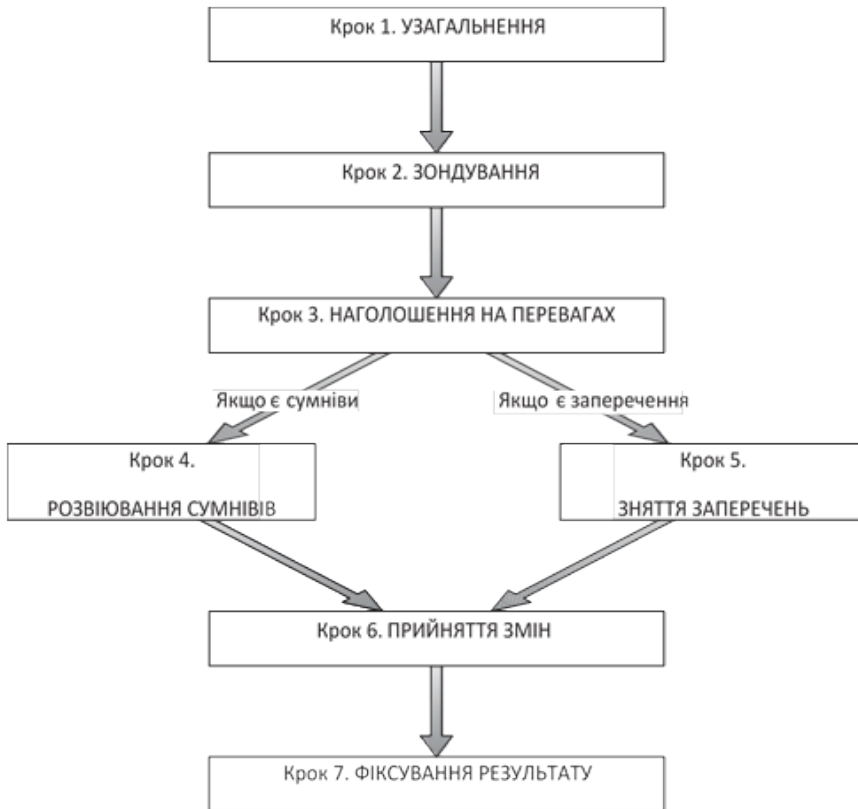 Крок 1. УЗАГАЛЬНЕННЯ
Крок 2. ЗОНДУВАННЯ
Крок 3. НАГОЛОШЕННЯ НА ПЕРЕВАГАХ
Якщо є сумніви
Якщо є заперечення
Крок 4.
РОЗВІЮВАННЯ СУМНІВІВ
Крок 5.
ЗНЯТТЯ ЗАПЕРЕЧЕНЬ
Крок 6. ПРИЙНЯТТЯ ЗМІН
Крок 7. ФІКСУВАННЯ РЕЗУЛЬТАТУ